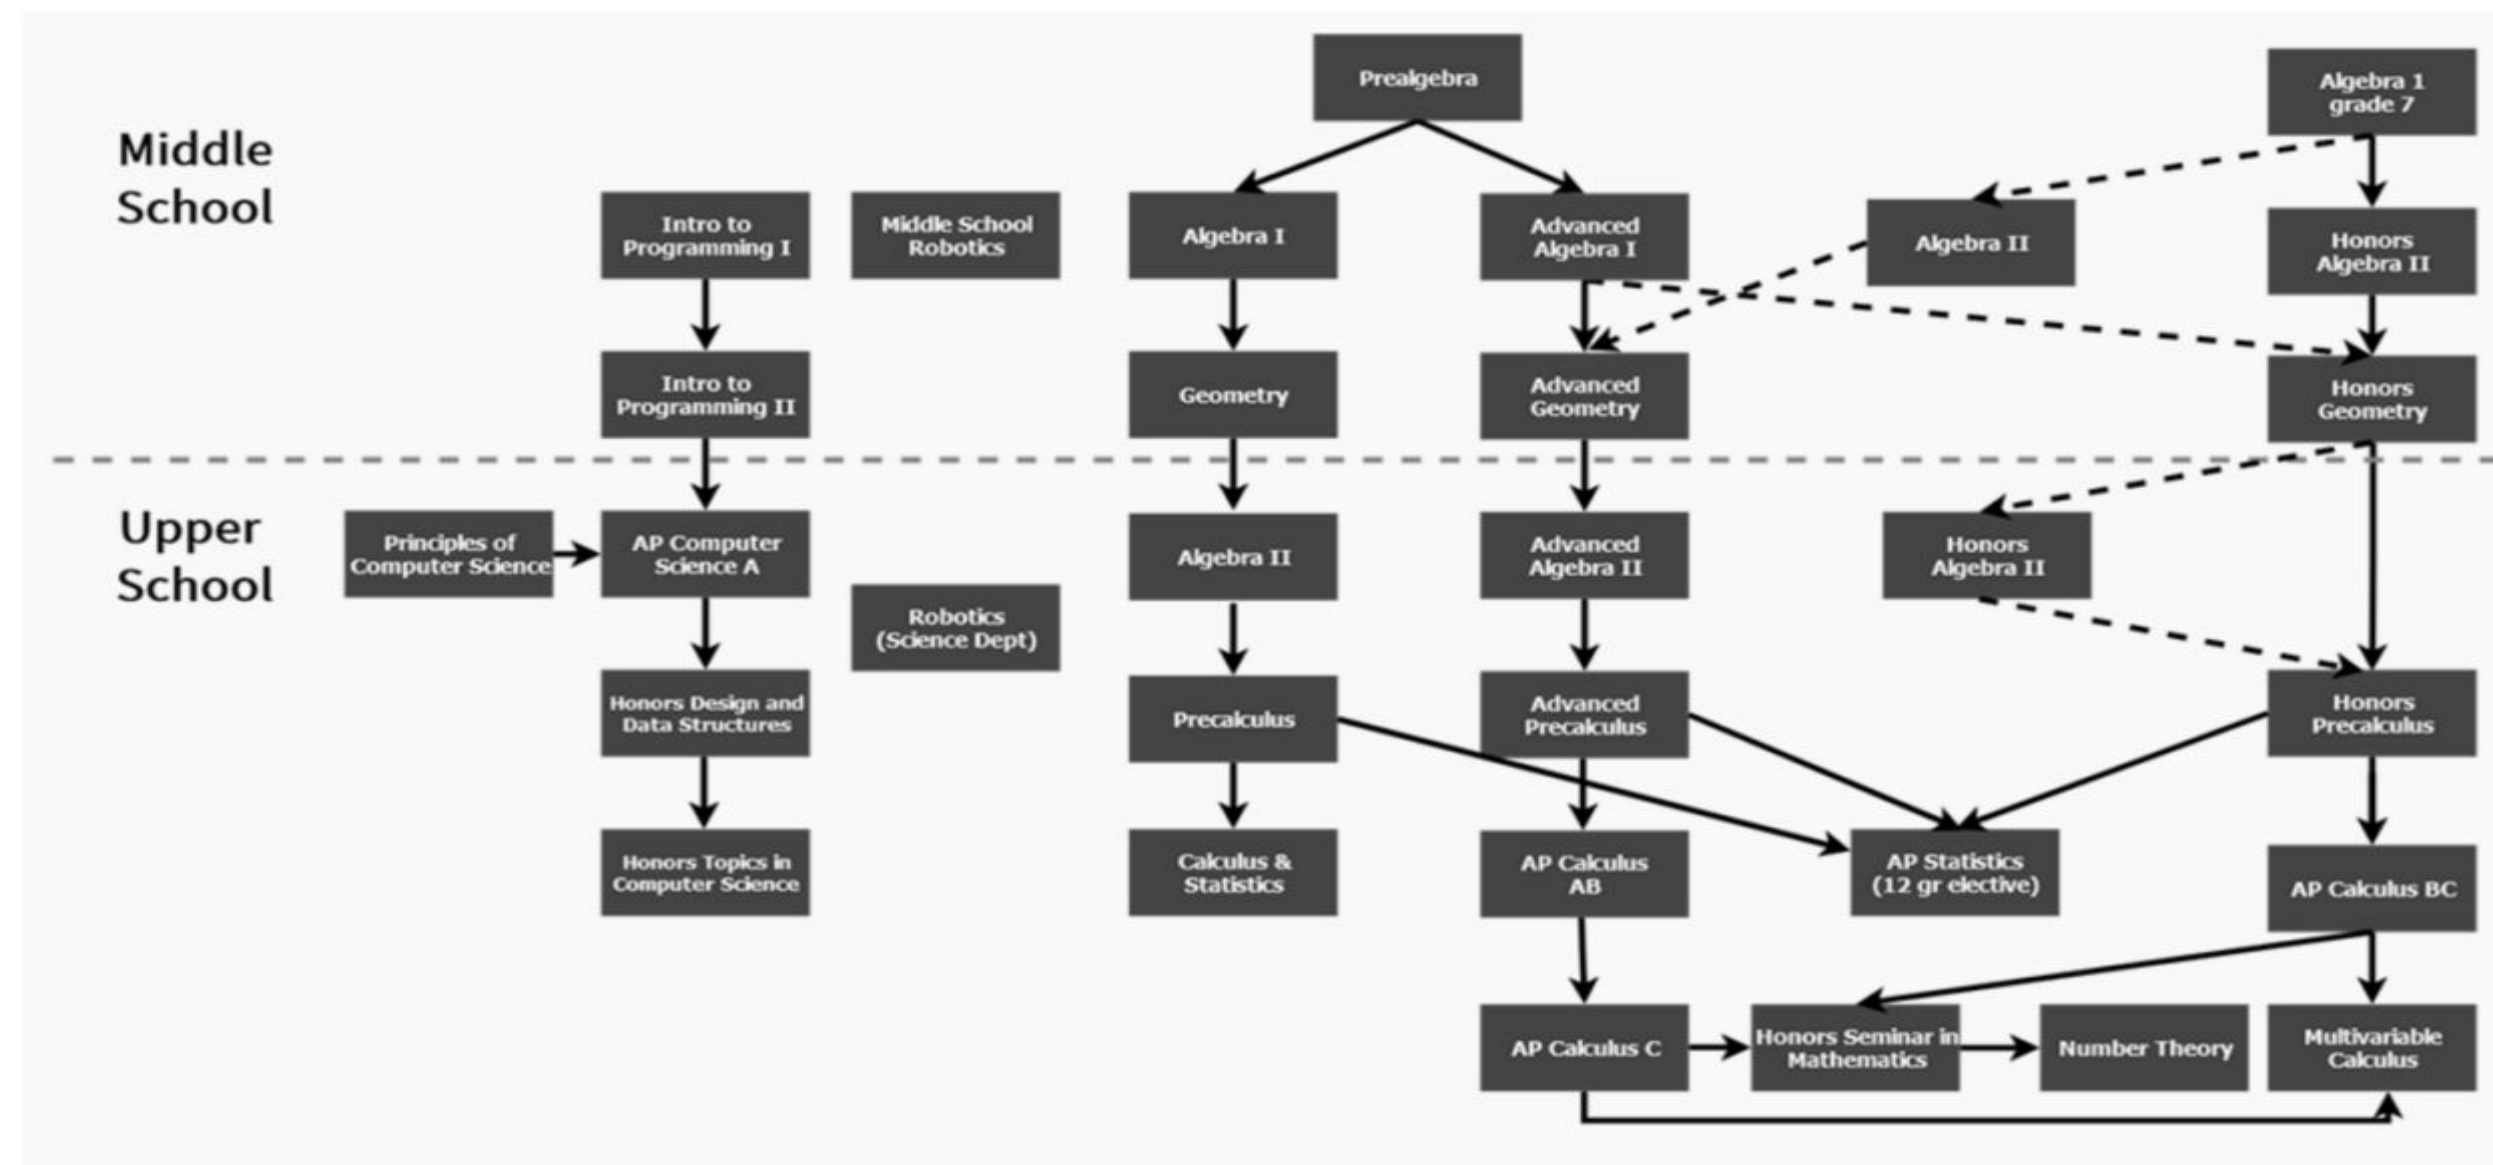 Prealgebra
Algebra 1
grade 7
Middle
School
Intro to
Programming I
Middle School
Robotics
Algebra I
Advanced
Algebra I
Algebra II
Honors
Algebra II
Intro to
Programming II
Geometry
Advanced
Geometry
Honors
Geometry
Upper
School
Principles of
Computer Science
AP Computer
Science A
Robotics
(Science Dept)
Algebra II
Advanced
Algebra II
Honors
Algebra II
Honors Design and
Data Structures
Precalculus
Advanced
Precalculus
Honors
Precalculus
Honors Topics in
Computer Science
Calculus &
Statistics
AP Calculus
AB
AP Statistics
(12 gr elective)
AP Calculus BC
AP Calculus C
Honors Seminar in
Mathematics
Number Theory
Multivariable
Calculus